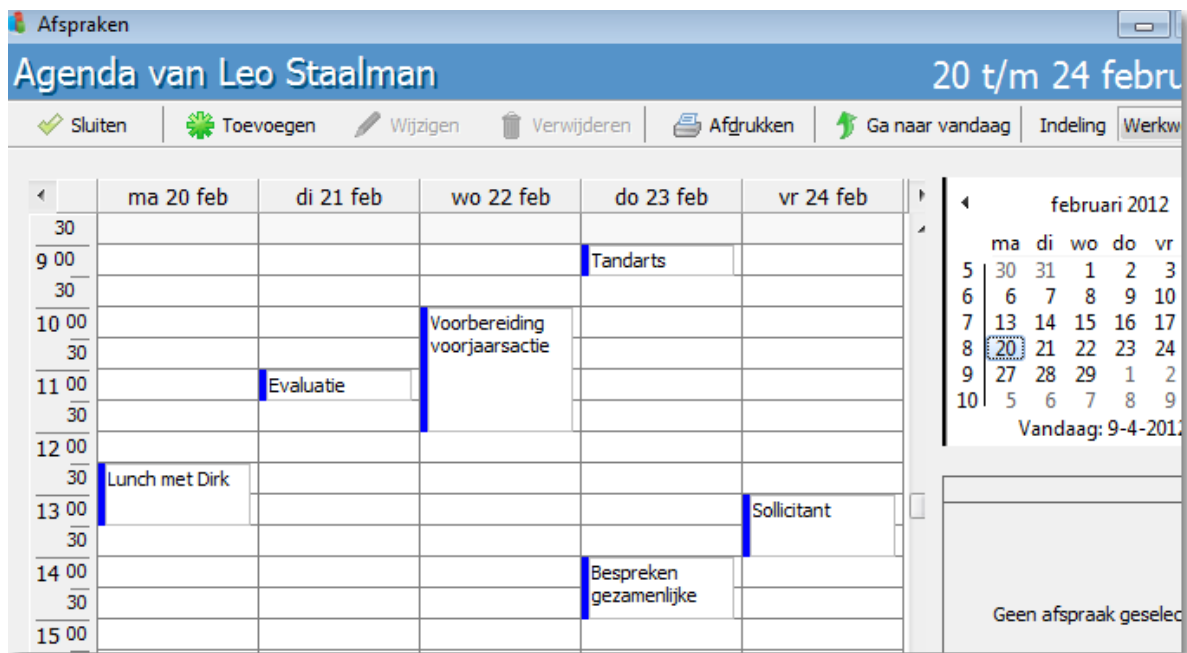 Afspraken
Agenda van Leo Staalman 20 t/m 24 febru
Sluiten Toevoegen Wijzigen Verwijderen Afdrukken Ga naar vandaag Indeling Werkw
ma 20 feb di 21 feb wo 22 feb do 23 feb vr 24 feb
30
9 00
30
10 00
30
11 00
30
12 00
30
13 00
30
14 00
30
15 00
Lunch met Dirk
Evaluatie
Voorbereiding
voorjaarsactie
Tandarts
Bespreken
gezamenlijke
Sollicitant
februari 2012
ma di wo do vr
5 30 31 1 2 3
6 6 7 8 9 10
7 13 14 15 16 17
8 20 21 22 23 24
9 27 28 29 1 2
10 5 6 7 8 9
Vandaag: 9-4-2012
Geen afspraak geselec